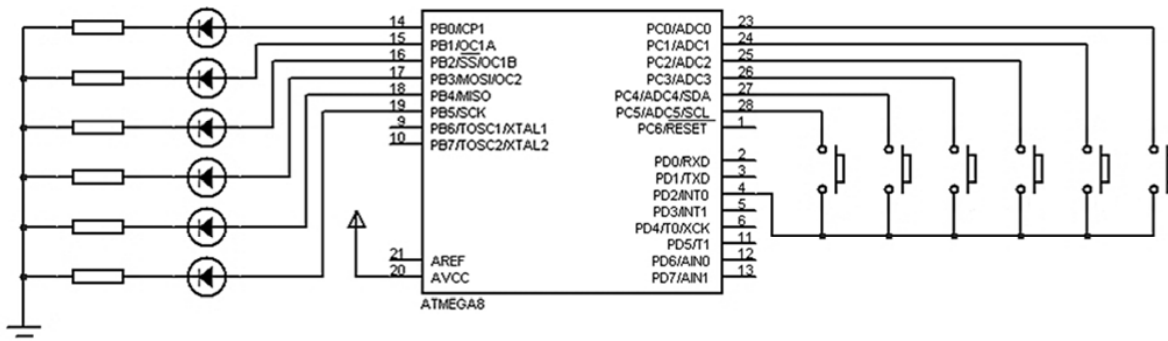 14 PB0/ICP1
15 PB1/OC1A
16 PB2/SS/OC1B
17 PB3/MOSI/OC2
18 PB4/MISO
19 PB5/SCK
9 PB6/TOSC1/XTAL1
10 PB7/TOSC2/XTAL2
21 AREF
20 AVCC
PC0/ADC0 23
PC1/ADC1 24
PC2/ADC2 25
PC3/ADC3 26
PC4/ADC4/SDA 27
PC5/ADC5/SCL 28
PC6/RESET 1
PD0/RXD 2
PD1/TXD 3
PD2/INT0 4
PD3/INT1 5
PD4/T0/XCK 6
PD5/T1 11
PD6/AIN0 12
PD7/AIN1 13
ATMEGA8